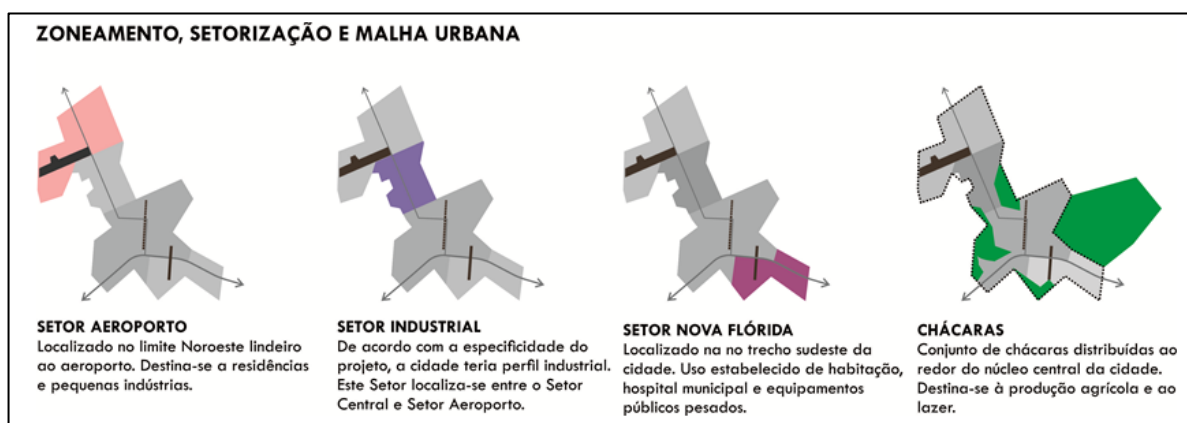 ZONEAMENTO, SETORIZAÇÃO E MALHA URBANA
SETOR AEROPORTO
Localizado no limite Noroeste lindeiro
ao aeroporto. Destina-se a residências
e pequenas indústrias.
SETOR INDUSTRIAL
De acordo com a especificidade do
projeto, a cidade teria perfil industrial.
Este Setor localiza-se entre o Setor
Central e Setor Aeroporto.
SETOR NOVA FLÓRIDA
Localizado na no trecho sudeste da
cidade. Uso estabelecido de habitação,
hospital municipal e equipamentos
públicos pesados.
CHÁCARAS
Conjunto de chácaras distribuídas ao
redor do núcleo central da cidade.
Destina-se à produção agrícola e ao
lazer.